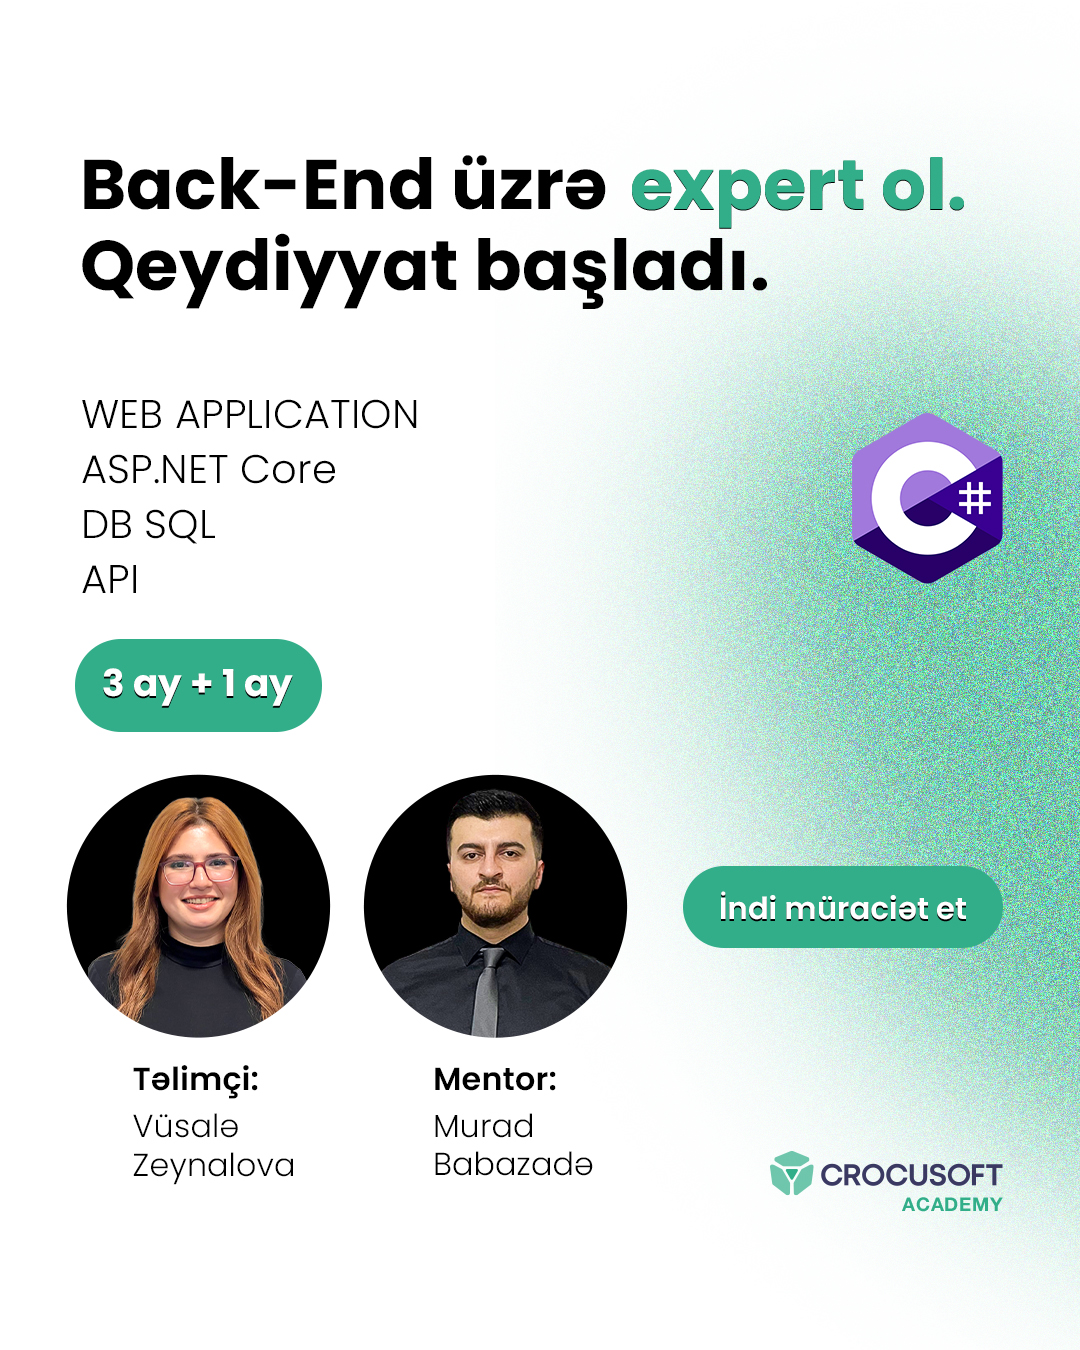 Back-End üzrə expert ol.
Qeydiyyat başladı.
WEB APPLICATION
ASP.NET Core
DB SQL
API
C#
3 ay + 1 ay
İndi müraciət et
Təlimçi:
Vüsalə
Zeynalova
Mentor:
Murad
Babazadə
CROCUSOFT
ACADEMY